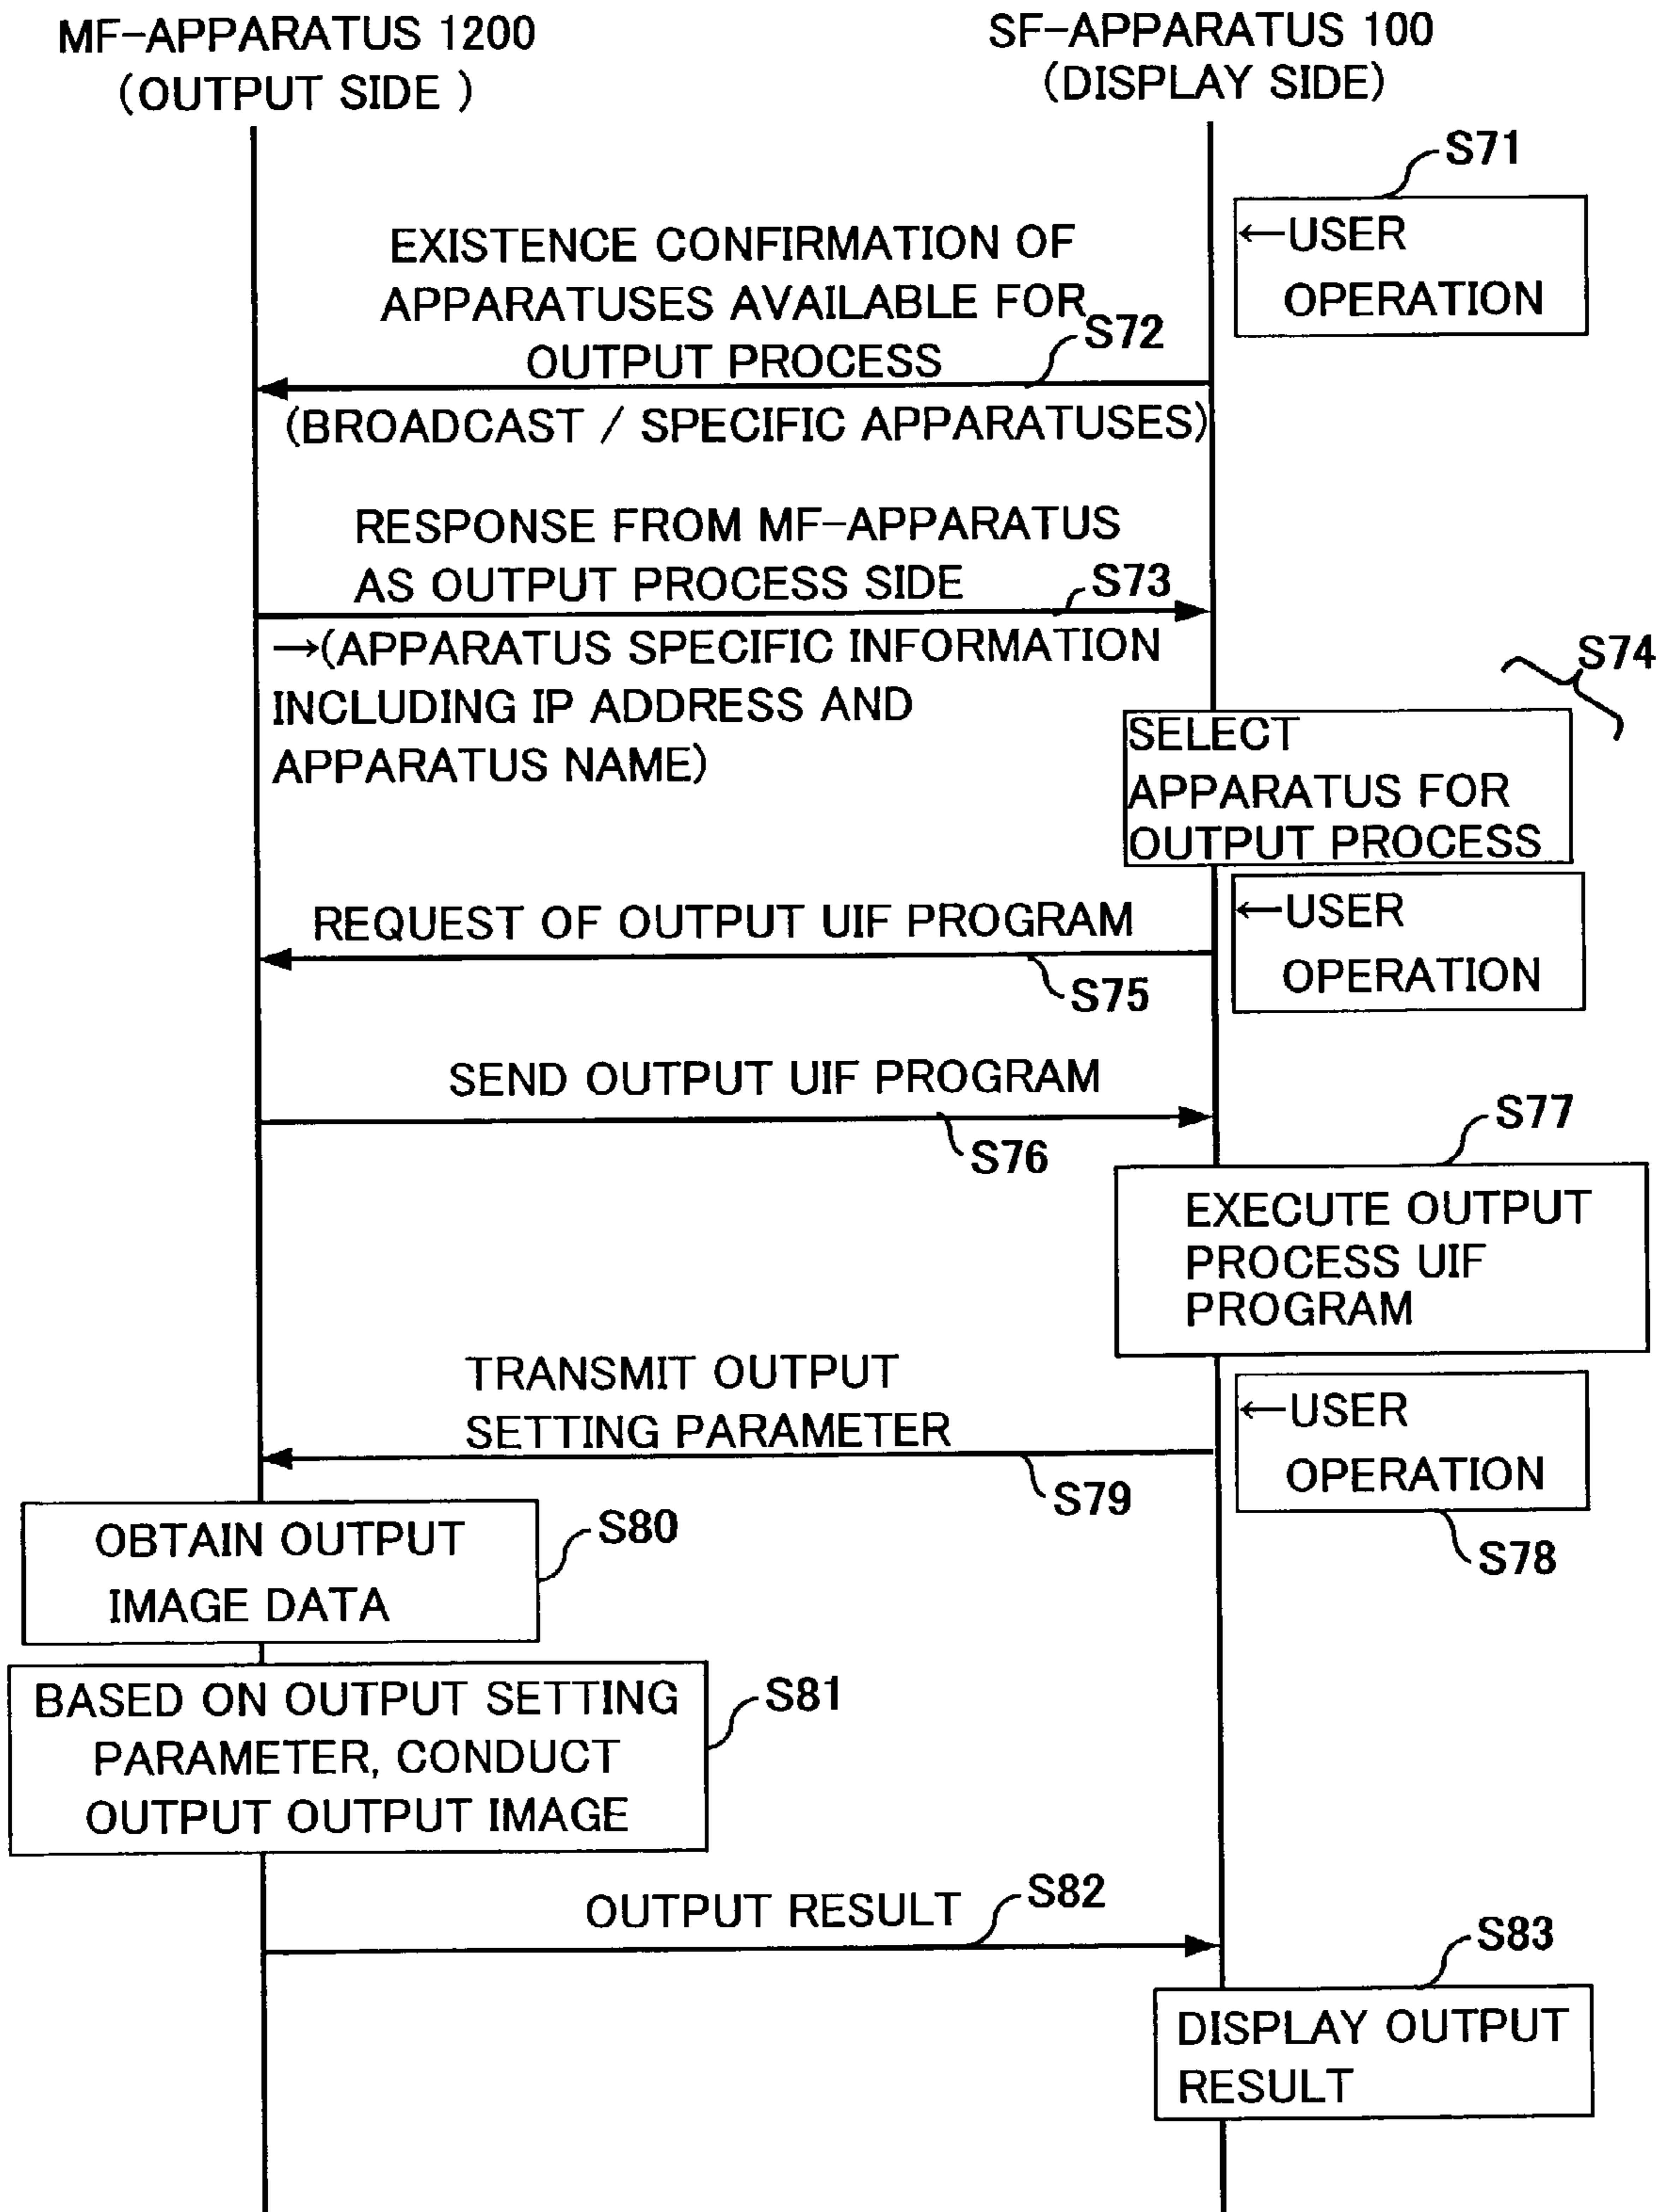 MF-APPARATUS 1200
(OUTPUT SIDE )
SF-APPARATUS 100
(DISPLAY SIDE)
S71
←USER
OPERATION
EXISTENCE CONFIRMATION OF
APPARATUSES AVAILABLE FOR
OUTPUT PROCESS
S72
(BROADCAST / SPECIFIC APPARATUSES)
RESPONSE FROM MF-APPARATUS
AS OUTPUT PROCESS SIDE
S73
→(APPARATUS SPECIFIC INFORMATION
INCLUDING IP ADDRESS AND
APPARATUS NAME)
S74
SELECT
APPARATUS FOR
OUTPUT PROCESS
←USER
OPERATION
REQUEST OF OUTPUT UIF PROGRAM
S75
SEND OUTPUT UIF PROGRAM
S76
S77
EXECUTE OUTPUT
PROCESS UIF
PROGRAM
TRANSMIT OUTPUT
SETTING PARAMETER
S79
←USER
OPERATION
S78
OBTAIN OUTPUT
IMAGE DATA
S80
BASED ON OUTPUT SETTING
PARAMETER, CONDUCT
OUTPUT OUTPUT IMAGE
S81
OUTPUT RESULT
S82
S83
DISPLAY OUTPUT
RESULT